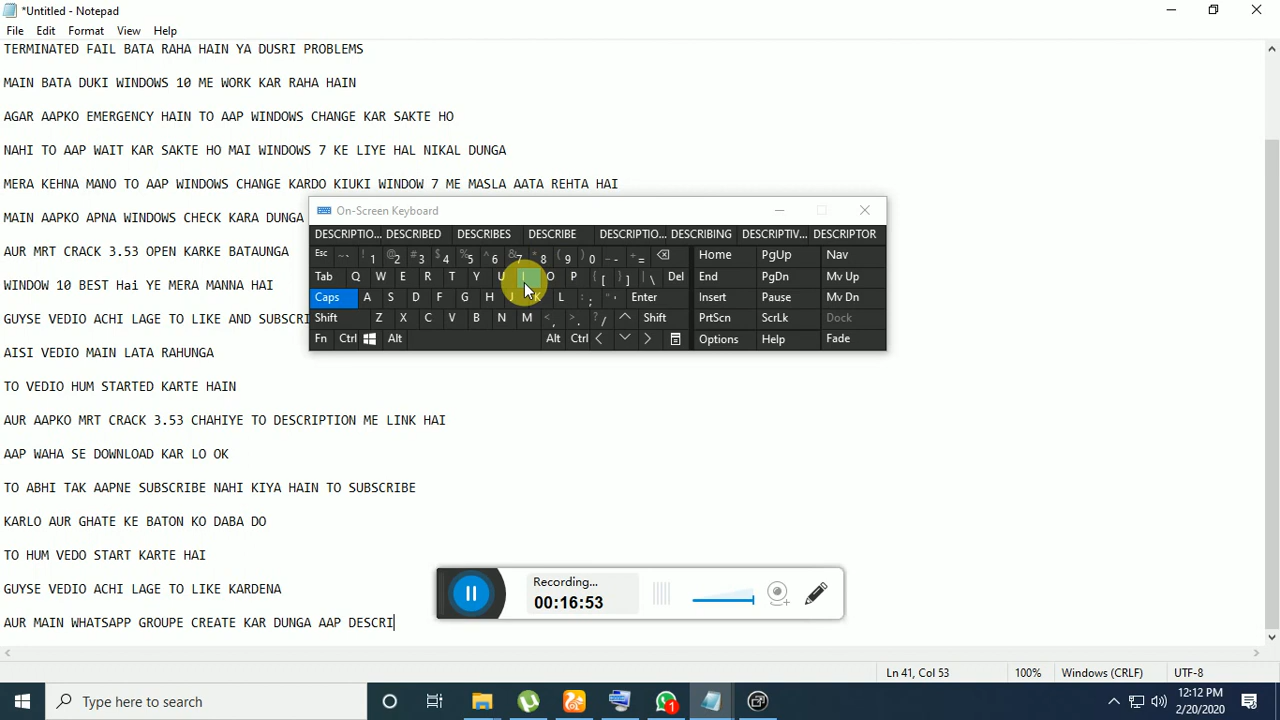 *Untitled - Notepad
File Edit Format View Help
TERMINATED FAIL BATA RAHA HAIN YA DUSRI PROBLEMS
MAIN BATA DUKI WINDOWS 10 ME WORK KAR RAHA HAIN
AGAR AAPKO EMERGENCY HAIN TO AAP WINDOWS CHANGE KAR SAKTE HO
NAHI TO AAP WAIT KAR SAKTE HO MAI WINDOWS 7 KE LIYE HAL NIKAL DUNGA
MERA KEHNA MANO TO AAP WINDOWS CHANGE KARDO KIUKI WINDOW 7 ME MASLA AATA REHTA HAI
MAIN AAPKO APNA WINDOWS CHECK KARA DUNGA
AUR MRT CRACK 3.53 OPEN KARKE BATAUNGA
WINDOW 10 BEST Hai YE MERA MANNA HAI
GUYSE VEDIO ACHI LAGE TO LIKE AND SUBSCRI
AISI VEDIO MAIN LATA RAHUNGA
TO VEDIO HUM STARTED KARTE HAIN
AUR AAPKO MRT CRACK 3.53 CHAHIYE TO DESCRIPTION ME LINK HAI
AAP WAHA SE DOWNLOAD KAR LO OK
TO ABHI TAK AAPNE SUBSCRIBE NAHI KIYA HAIN TO SUBSCRIBE
KARLO AUR GHATE KE BATON KO DABA DO
TO HUM VEDO START KARTE HAI
GUYSE VEDIO ACHI LAGE TO LIKE KARDENA
AUR MAIN WHATSAPP GROUPE CREATE KAR DUNGA AAP DESCRI
On-Screen Keyboard
DESCRIPTIO... DESCRIBED DESCRIBES DESCRIBE DESCRIPTIO... DESCRIBING DESCRIPTIV... DESCRIPTOR
Esc ~ ` ! 1 @ 2 # 3 $ 4 % 5 ^ 6 & 7 * 8 ( 9 ) 0 _ - + = Home PgUp Nav
Tab Q W E R T Y U I O P { [ } ] | \ Del End PgDn Mv Up
Caps A S D F G H J K L : ; " ' Enter Insert Pause Mv Dn
Shift Z X C V B N M < , > . ? / Shift PrtScn ScrLk Dock
Fn Ctrl Alt Alt Ctrl Options Help Fade
Recording...
00:16:53
Ln 41, Col 53 100% Windows (CRLF) UTF-8
Type here to search
1
12:12 PM
2/20/2020